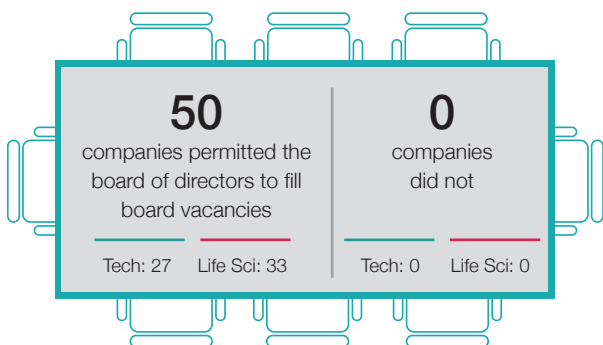 50
companies permitted the
board of directors to fill
board vacancies
Tech: 27
Life Sci: 33
0
companies
did not
Tech: 0
Life Sci: 0